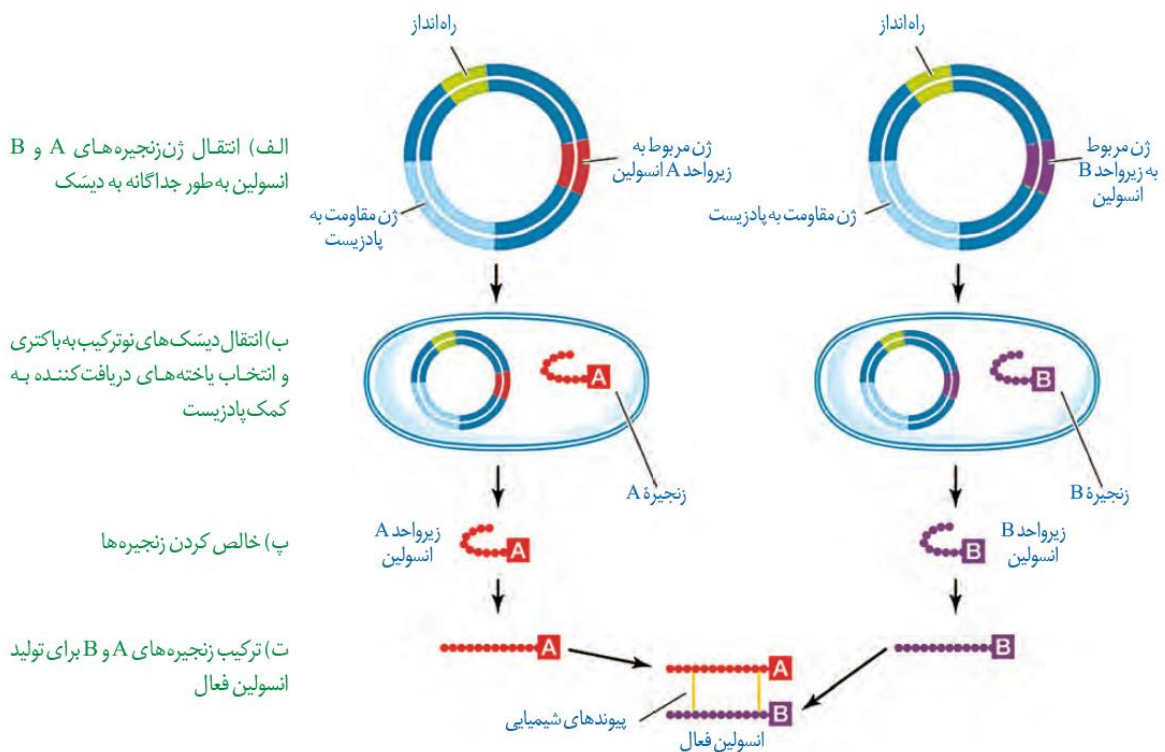 راه‌انداز
راه‌انداز
الف) انتقال ژن‌زنجیره‌های A و B
انسولین به‌طور جداگانه به دیسَک
ژن مربوط به
زیرواحد A انسولین
ژن مقاومت به
پادزیست
ژن مربوط
به زیرواحد B
انسولین
ژن مقاومت به پادزیست
ب) انتقال دیسَک‌های نوترکیب به باکتری
و انتخاب یاخته‌های دریافت‌کننده به
کمک پادزیست
A
B
زنجیرهٔ A
زنجیرهٔ B
پ) خالص کردن زنجیره‌ها
زیرواحد A
انسولین
A
B
زیرواحد B
انسولین
ت) ترکیب زنجیره‌های A و B برای تولید
انسولین فعال
A
B
A
B
پیوندهای شیمیایی
انسولین فعال